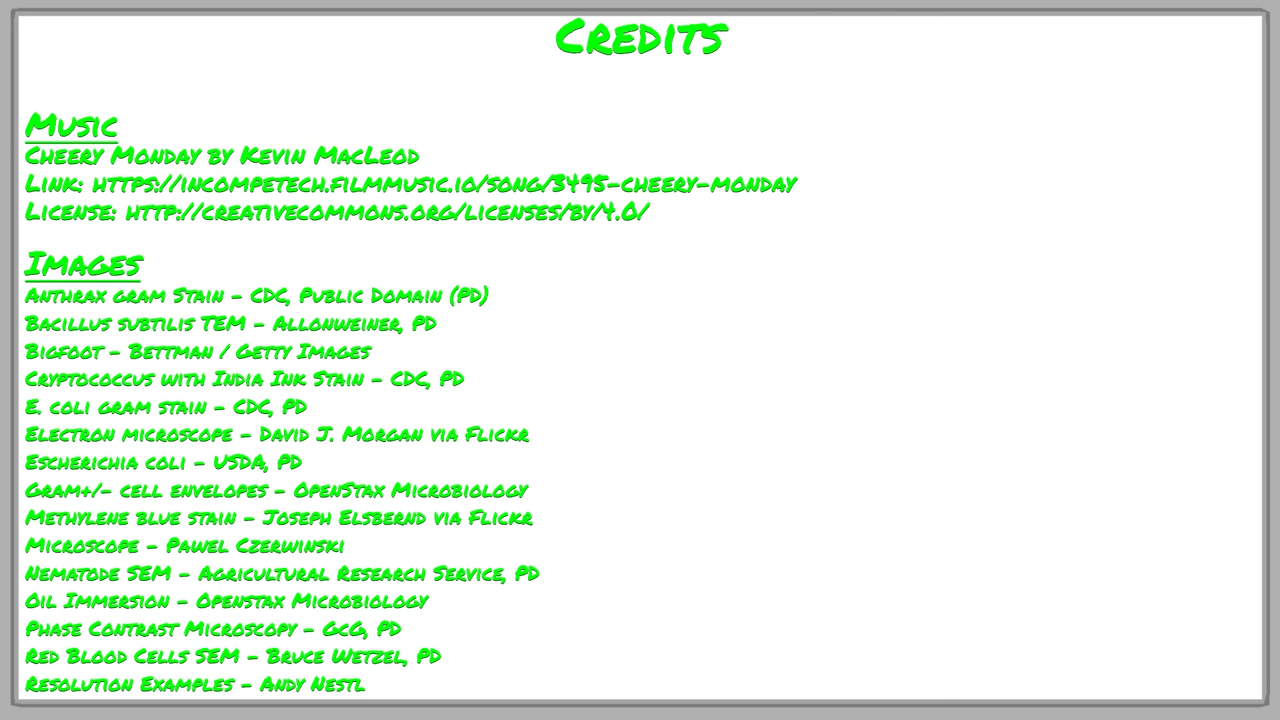 Credits
Music
Cheery Monday by Kevin MacLeod
Link: https://incompetech.filmmusic.io/song/3495-cheery-monday
License: http://creativecommons.org/licenses/by/4.0/
Images
Anthrax gram Stain - CDC, Public Domain (PD)
Bacillus subtilis TEM - Allonweiner, PD
Bigfoot - Bettman / Getty Images
Cryptococcus with India Ink Stain - CDC, PD
E. coli gram stain - CDC, PD
Electron microscope - David J. Morgan via Flickr
Escherichia coli - USDA, PD
Gram+/- cell envelopes - OpenStax Microbiology
Methylene blue stain - Joseph Elsbernd via Flickr
Microscope - Pawel Czerwinski
Nematode SEM - Agricultural Research Service, PD
Oil Immersion - Openstax Microbiology
Phase Contrast Microscopy - GcG, PD
Red Blood Cells SEM - Bruce Wetzel, PD
Resolution Examples - Andy Nestl